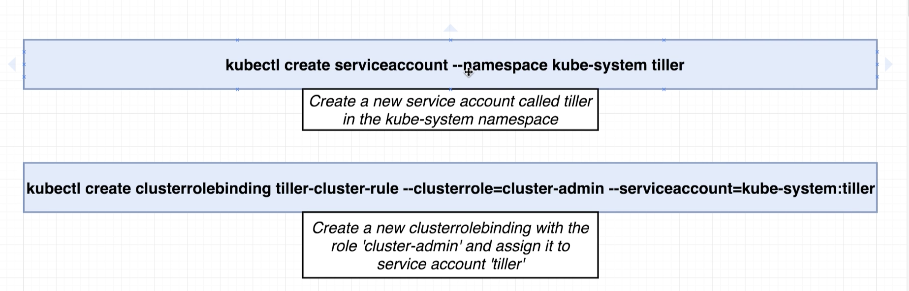 kubectl create serviceaccount --namespace kube-system tiller
Create a new service account called tiller
in the kube-system namespace
kubectl create clusterrolebinding tiller-cluster-rule --clusterrole=cluster-admin --serviceaccount=kube-system:tiller
Create a new clusterrolebinding with the
role 'cluster-admin' and assign it to
service account 'tiller'